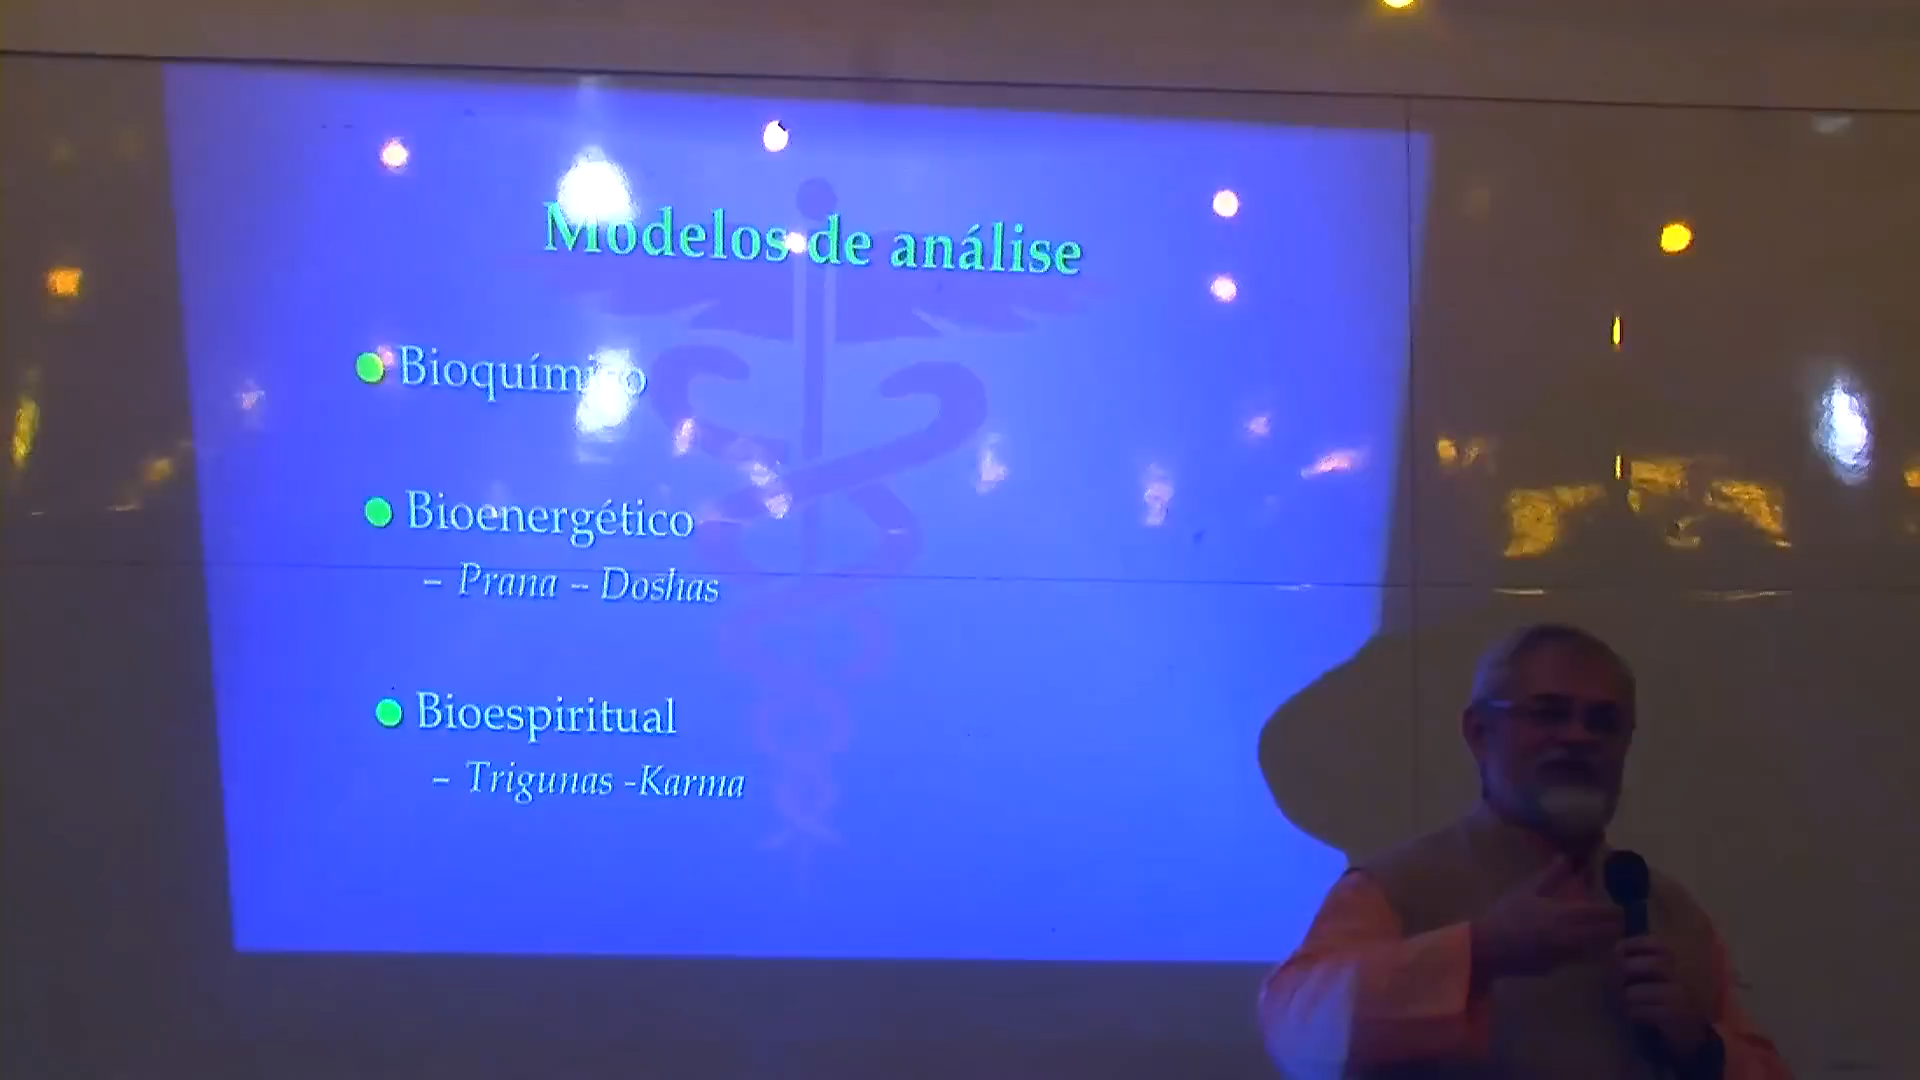 Modelos de análise
Bioquímico
Bioenergético
– Prana – Doshas
Bioespiritual
– Trigunas -Karma